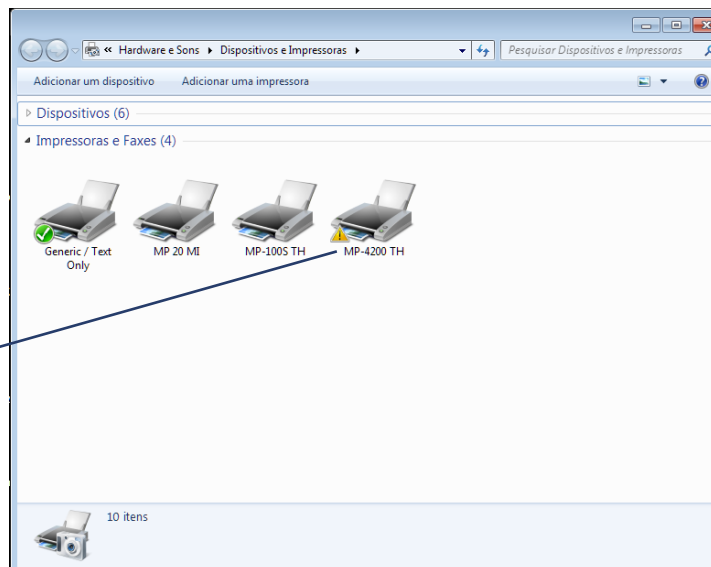 « Hardware e Sons ▸ Dispositivos e Impressoras ▸
Pesquisar Dispositivos e Impressoras
Adicionar um dispositivo Adicionar uma impressora
Dispositivos (6)
Impressoras e Faxes (4)
Generic / Text
Only
MP 20 MI
MP-100S TH
MP-4200 TH
10 itens